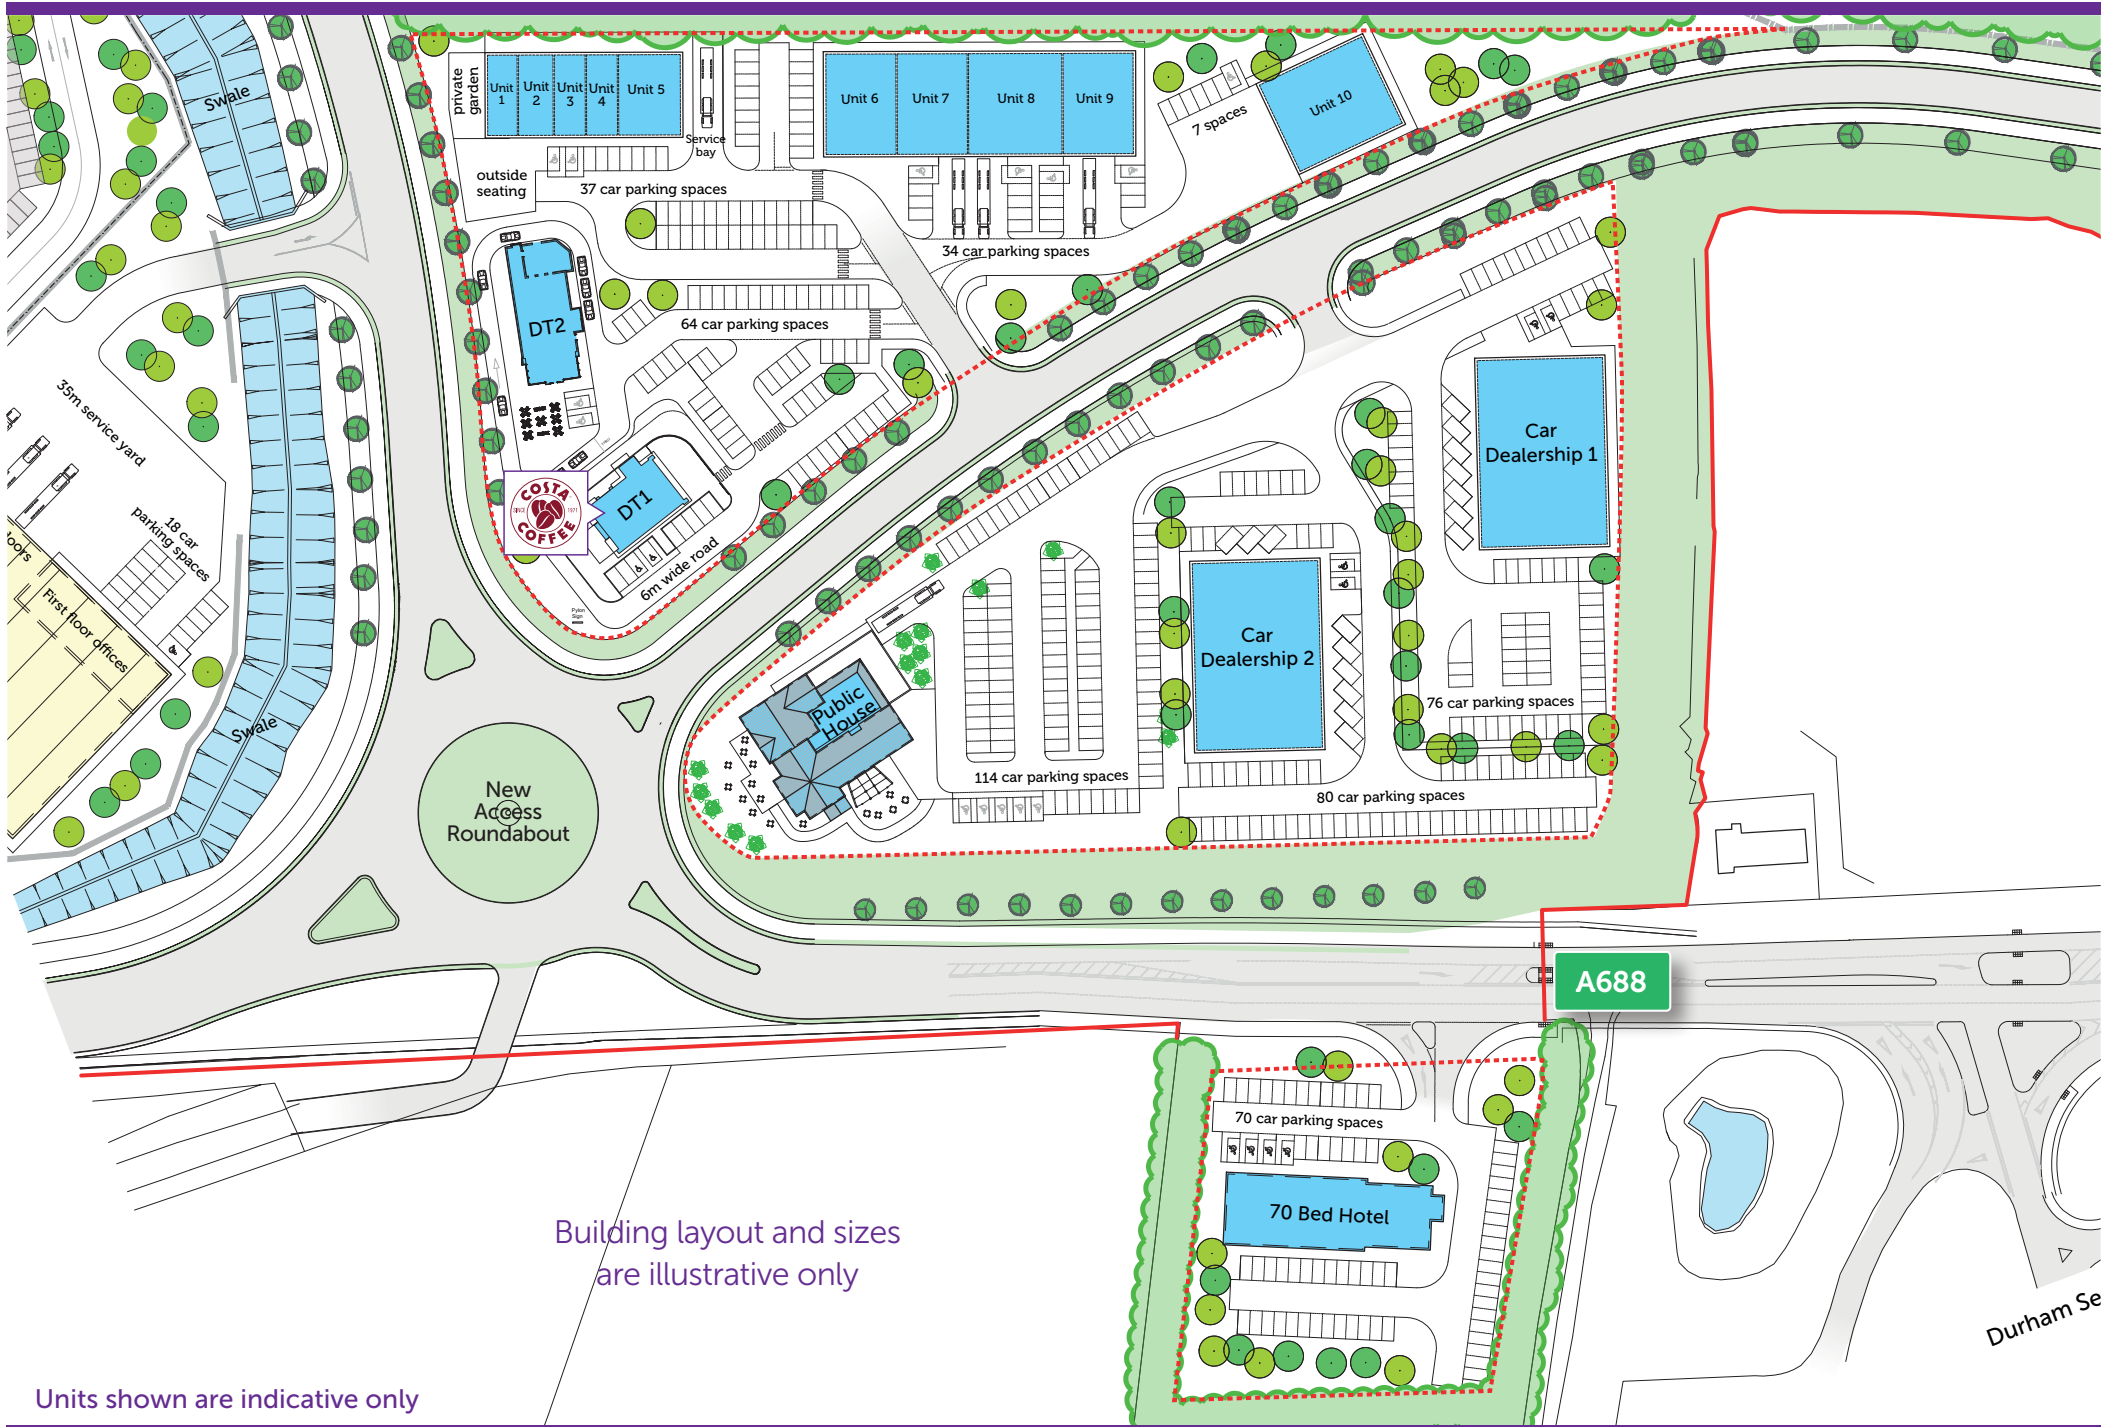 Swale
private
garden
Unit
1
Unit
2
Unit
3
Unit
4
Unit 5
Service
bay
Unit 6
Unit 7
Unit 8
Unit 9
7 spaces
Unit 10
outside
seating
37 car parking spaces
34 car parking spaces
64 car parking spaces
DT2
DT1
COSTA
SINCE 1971
COFFEE
6m wide road
Pylon
Sign
35m service yard
18 car
parking spaces
First floor offices
Swale
New
Access
Roundabout
Public
House
114 car parking spaces
Car
Dealership 1
Car
Dealership 2
76 car parking spaces
80 car parking spaces
A688
70 car parking spaces
70 Bed Hotel
Building layout and sizes
are illustrative only
Durham Se
Units shown are indicative only